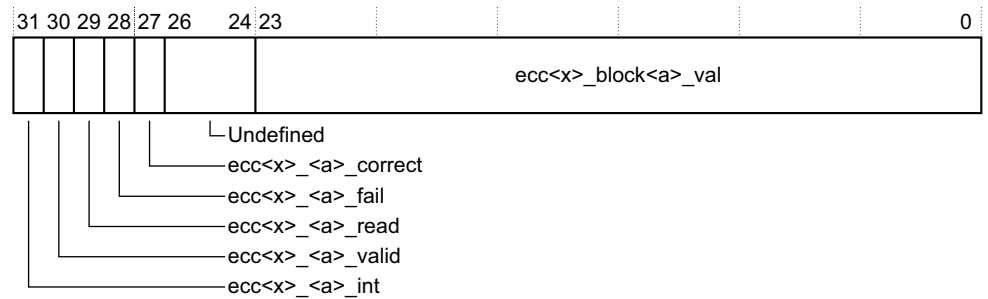 31 30 29 28 27 26 24 23 0
ecc<x>_block<a>_val
Undefined
ecc<x>_<a>_correct
ecc<x>_<a>_fail
ecc<x>_<a>_read
ecc<x>_<a>_valid
ecc<x>_<a>_int